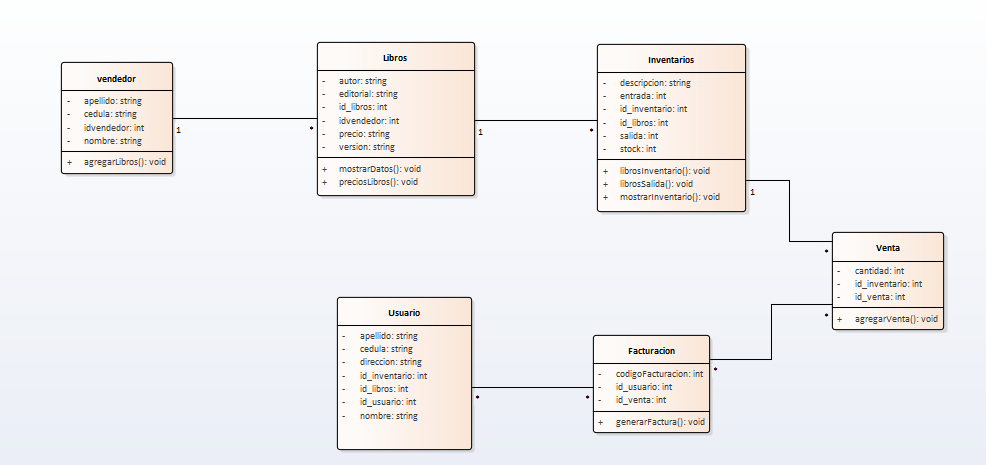 vendedor
- apellido: string
- cedula: string
- idvendedor: int
- nombre: string
+ agregarLibros(): void
1
*
Libros
- autor: string
- editorial: string
- id_libros: int
- idvendedor: int
- precio: string
- version: string
+ mostrarDatos(): void
+ preciosLibros(): void
1
*
Inventarios
- descripcion: string
- entrada: int
- id_inventario: int
- id_libros: int
- salida: int
- stock: int
+ librosInventario(): void
+ librosSalida(): void
+ mostrarInventario(): void
1
*
Venta
- cantidad: int
- id_inventario: int
- id_venta: int
+ agregarVenta(): void
*
Usuario
- apellido: string
- cedula: string
- direccion: string
- id_inventario: int
- id_libros: int
- id_usuario: int
- nombre: string
*
*
Facturacion
- codigoFacturacion: int
- id_usuario: int
- id_venta: int
+ generarFactura(): void
*